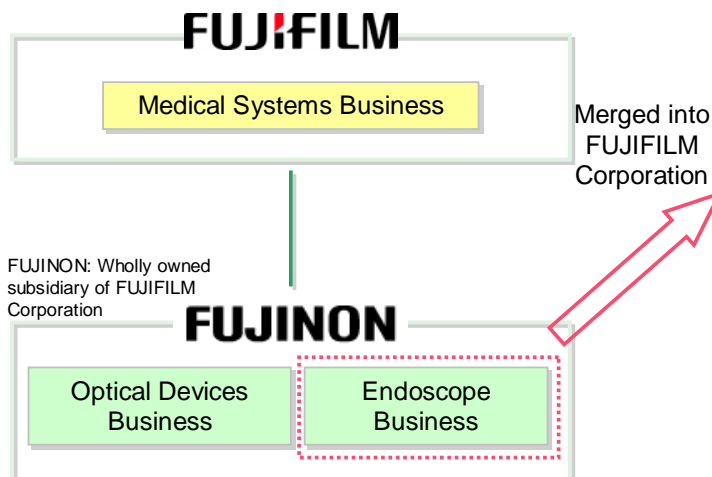 FUJIFILM
Medical Systems Business
Merged into
FUJIFILM
Corporation
FUJINON: Wholly owned
subsidiary of FUJIFILM
Corporation
FUJINON
Optical Devices
Business
Endoscope
Business